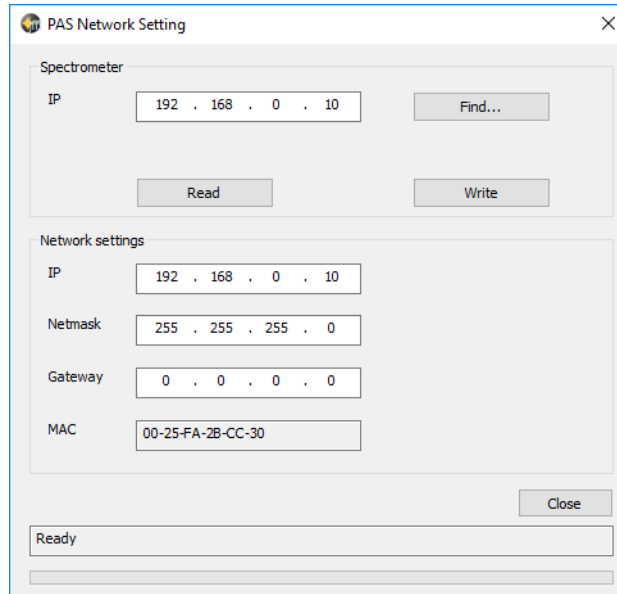 PAS Network Setting
Spectrometer
IP 192 . 168 . 0 . 10 Find...
Read Write
Network settings
IP 192 . 168 . 0 . 10
Netmask 255 . 255 . 255 . 0
Gateway 0 . 0 . 0 . 0
MAC 00-25-FA-2B-CC-30
Close
Ready